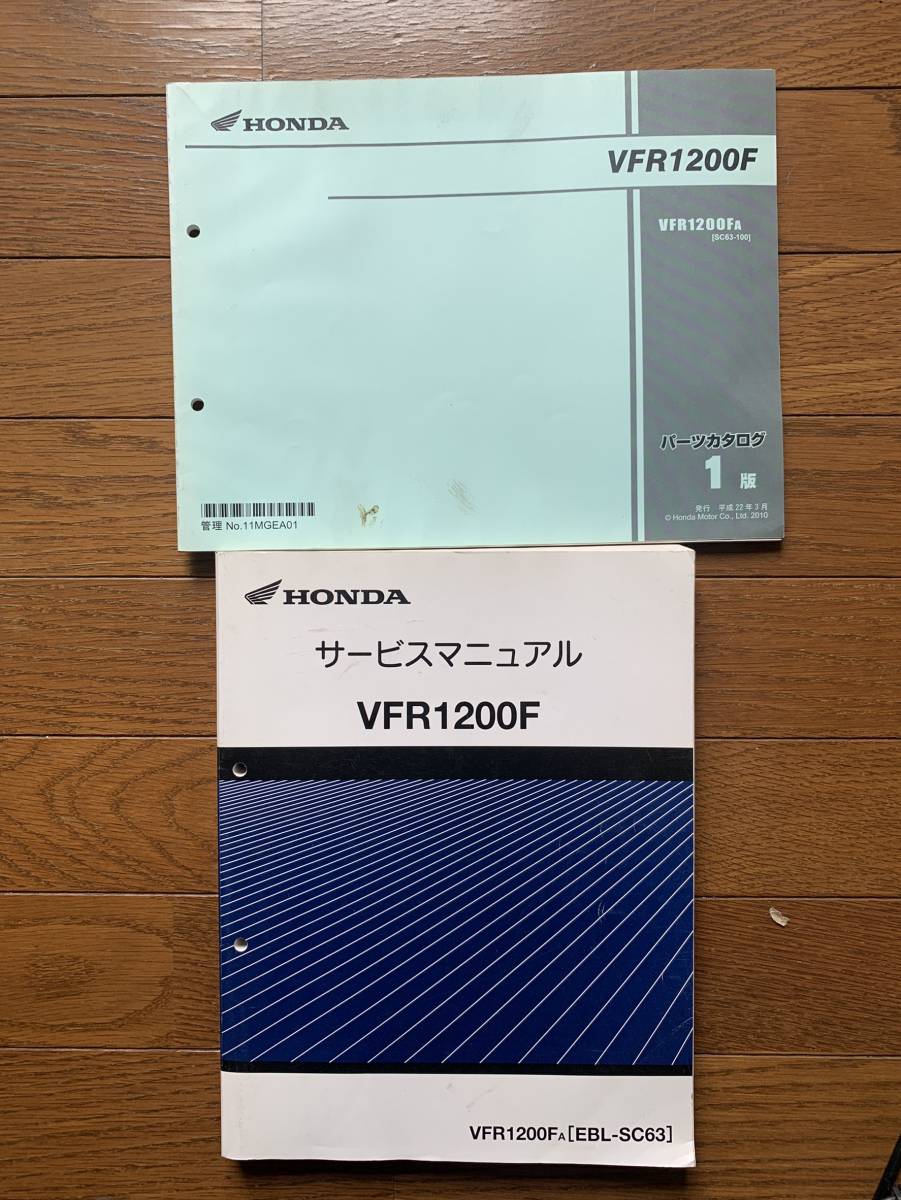 HONDA
VFR1200F
VFR1200FA
[SC63-100]
パーツカタログ
1版
発行 平成22年3月
© Honda Motor Co., Ltd. 2010
管理 No.11MGEA01
HONDA
サービスマニュアル
VFR1200F
VFR1200FA[EBL-SC63]